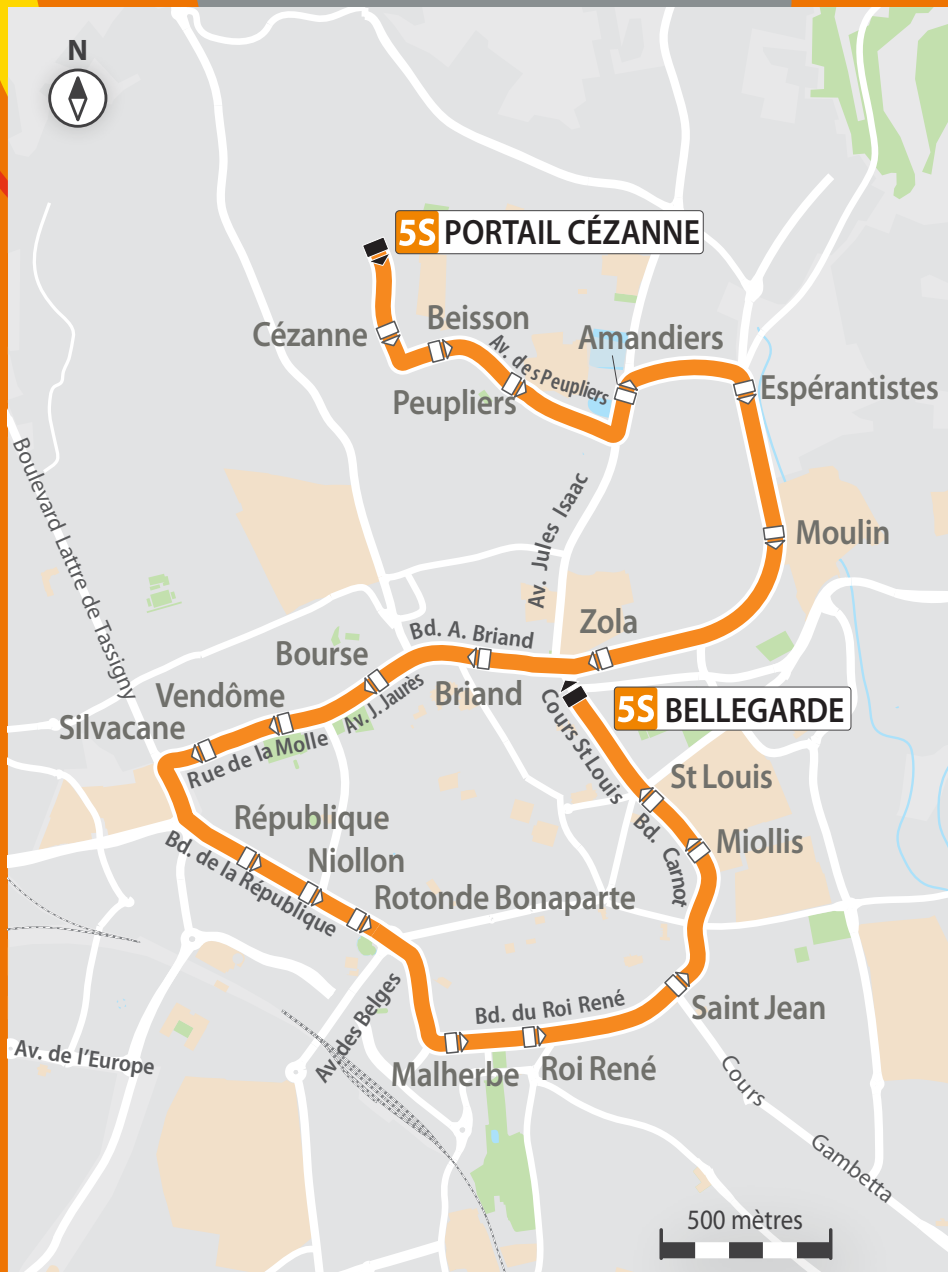 N
5S PORTAIL CÉZANNE
Cézanne
Beisson
Amandiers
Av. des Peupliers
Peupliers
Espérantistes
Boulevard Lattre de Tassigny
Av. Jules Isaac
Moulin
Zola
Bd. A. Briand
Bourse
Briand
Vendôme
Av. J. Jaurès
Silvacane
Rue de la Molle
5S BELLEGARDE
Cours St Louis
St Louis
République
Bd. Carnot
Miollis
Niollon
Bd. de la République
Rotonde Bonaparte
Bd. du Roi René
Saint Jean
Av. des Belges
Av. de l'Europe
Malherbe
Roi René
Cours Gambetta
500 mètres